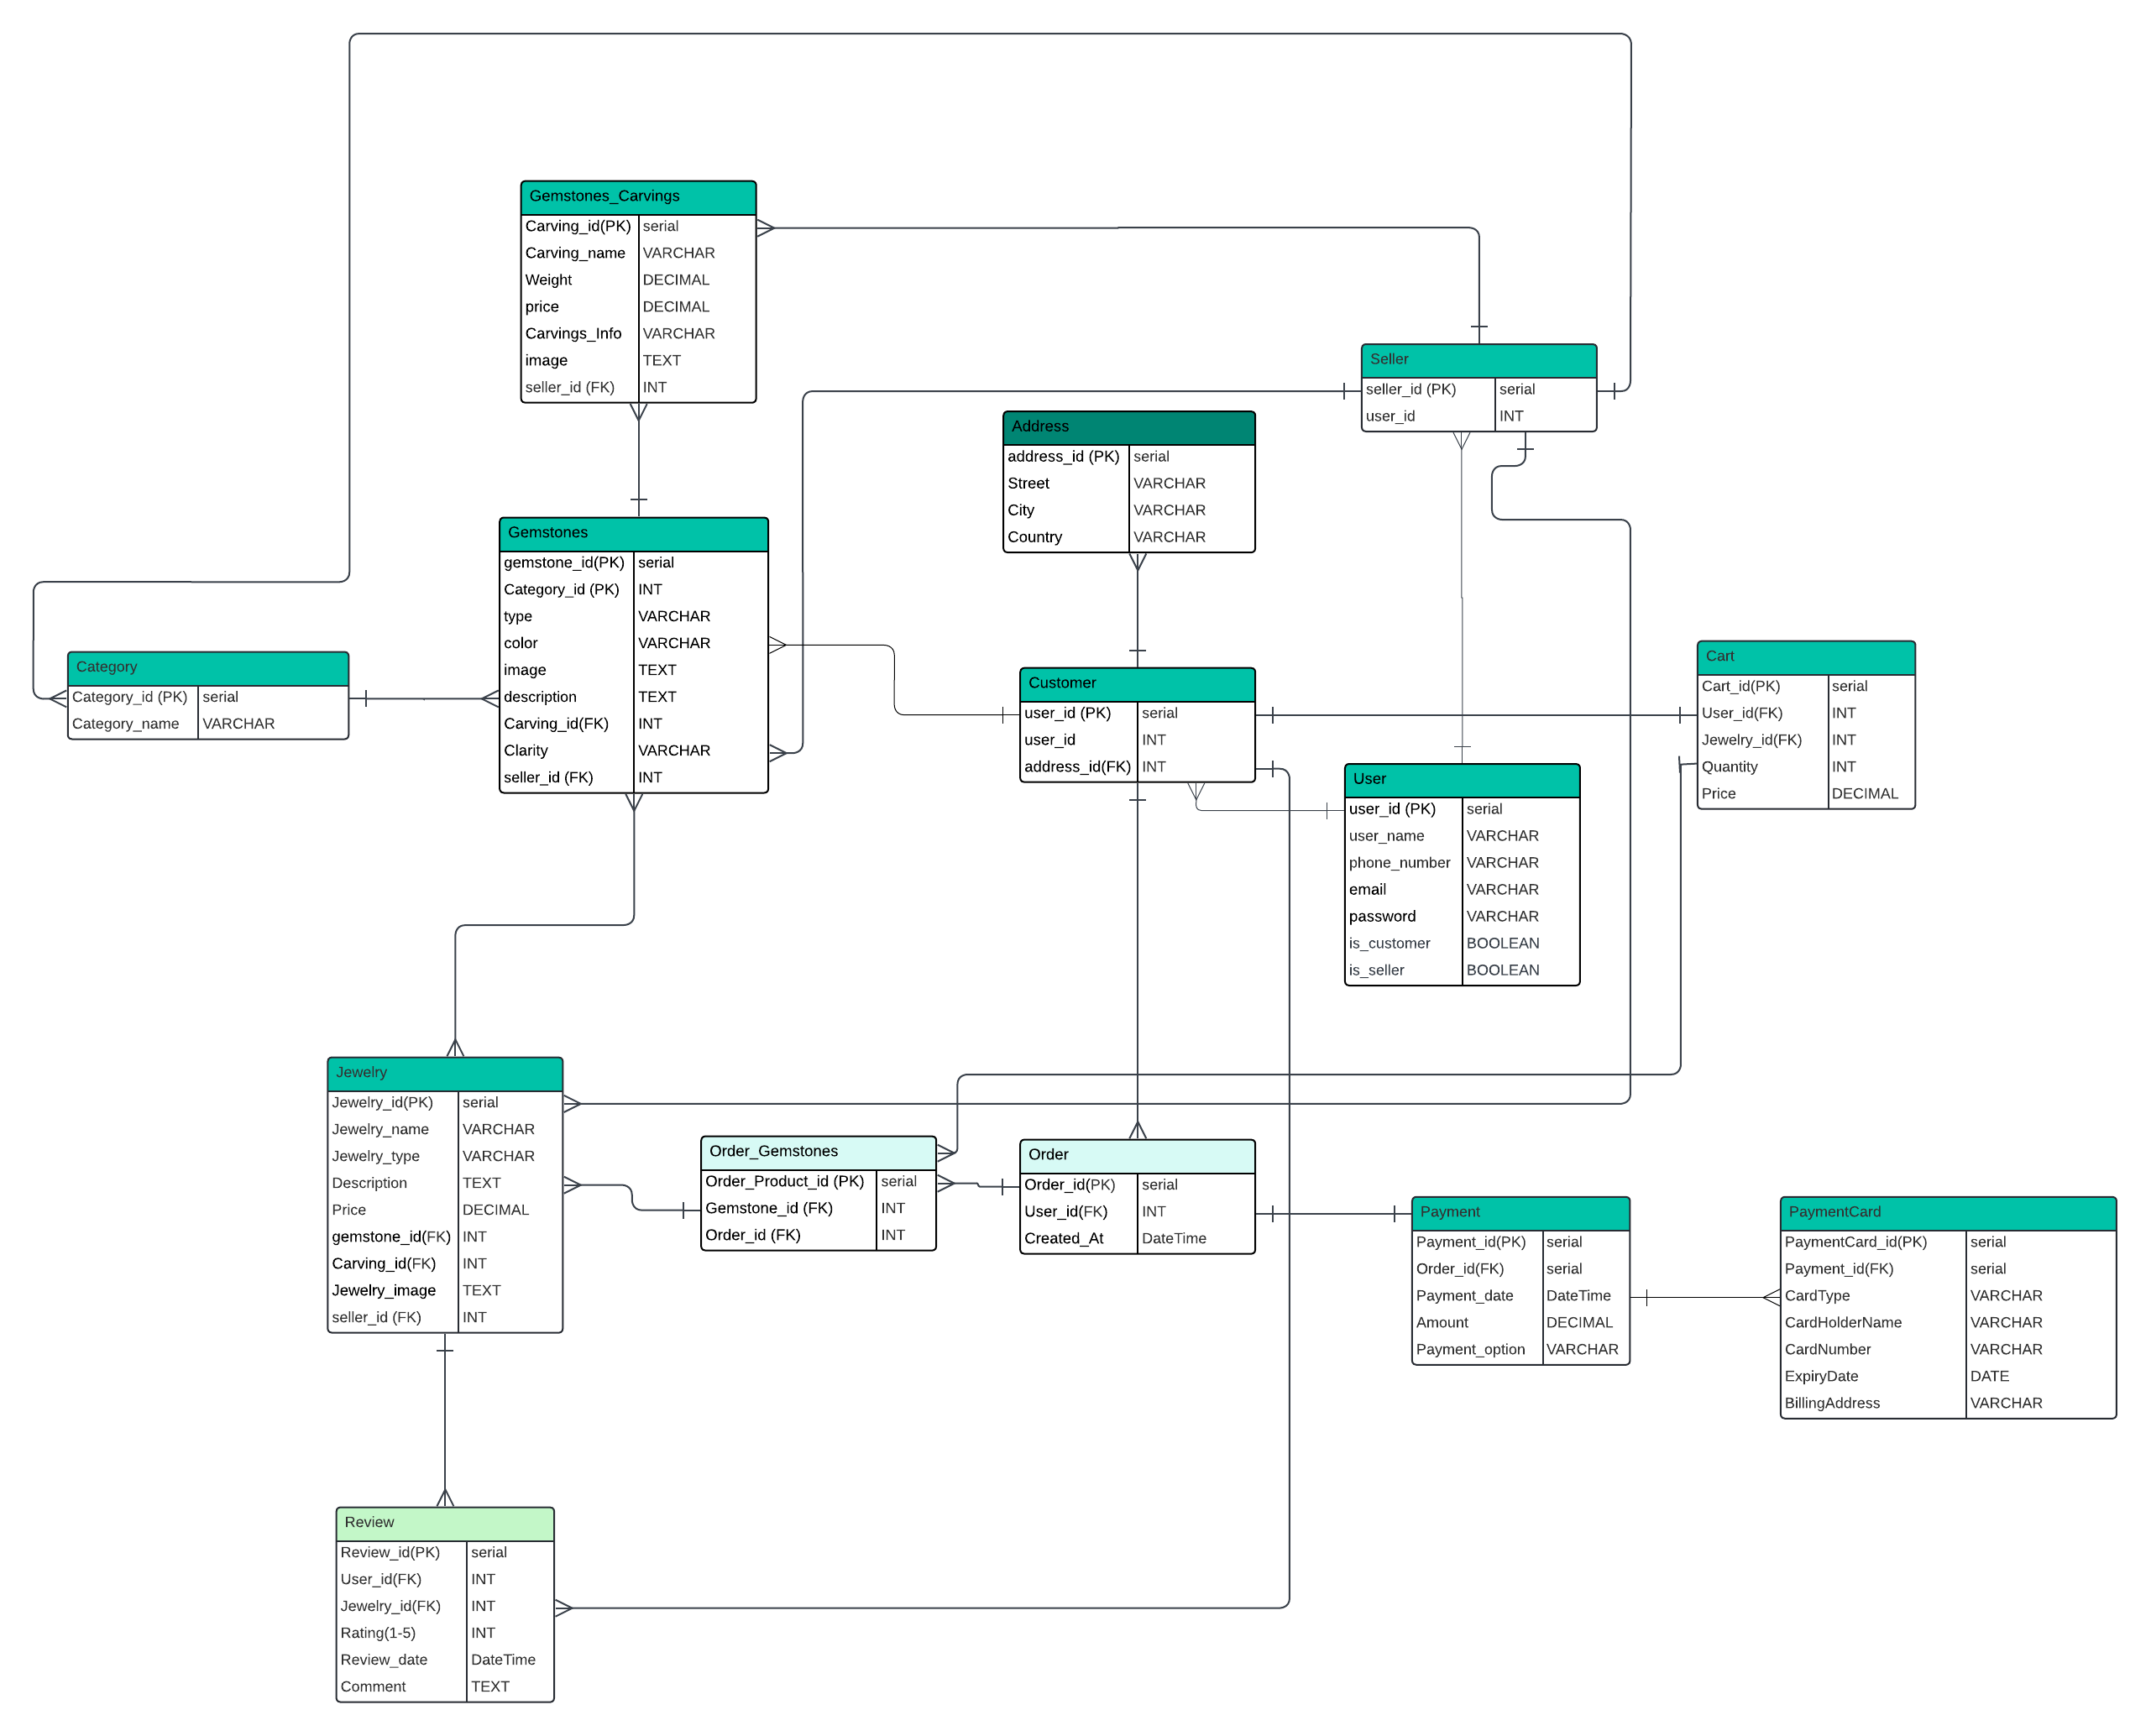 Gemstones_Carvings
Carving_id(PK) serial
Carving_name VARCHAR
Weight DECIMAL
price DECIMAL
Carvings_Info VARCHAR
image TEXT
seller_id (FK) INT
Seller
seller_id (PK) serial
user_id INT
Address
address_id (PK) serial
Street VARCHAR
City VARCHAR
Country VARCHAR
Gemstones
gemstone_id(PK) serial
Category_id (PK) INT
type VARCHAR
color VARCHAR
image TEXT
description TEXT
Carving_id(FK) INT
Clarity VARCHAR
seller_id (FK) INT
Category
Category_id (PK) serial
Category_name VARCHAR
Customer
user_id (PK) serial
user_id INT
address_id(FK) INT
Cart
Cart_id(PK) serial
User_id(FK) INT
Jewelry_id(FK) INT
Quantity INT
Price DECIMAL
User
user_id (PK) serial
user_name VARCHAR
phone_number VARCHAR
email VARCHAR
password VARCHAR
is_customer BOOLEAN
is_seller BOOLEAN
Jewelry
Jewelry_id(PK) serial
Jewelry_name VARCHAR
Jewelry_type VARCHAR
Description TEXT
Price DECIMAL
gemstone_id(FK) INT
Carving_id(FK) INT
Jewelry_image TEXT
seller_id (FK) INT
Order_Gemstones
Order_Product_id (PK) serial
Gemstone_id (FK) INT
Order_id (FK) INT
Order
Order_id(PK) serial
User_id(FK) INT
Created_At DateTime
Payment
Payment_id(PK) serial
Order_id(FK) serial
Payment_date DateTime
Amount DECIMAL
Payment_option VARCHAR
PaymentCard
PaymentCard_id(PK) serial
Payment_id(FK) serial
CardType VARCHAR
CardHolderName VARCHAR
CardNumber VARCHAR
ExpiryDate DATE
BillingAddress VARCHAR
Review
Review_id(PK) serial
User_id(FK) INT
Jewelry_id(FK) INT
Rating(1-5) INT
Review_date DateTime
Comment TEXT